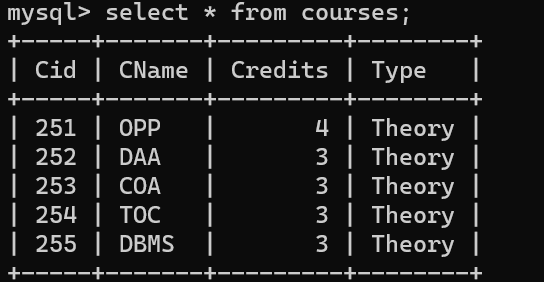 mysql> select * from courses;
+-----+-------+---------+--------+
| Cid | CName | Credits | Type   |
+-----+-------+---------+--------+
| 251 | OPP   |       4 | Theory |
| 252 | DAA   |       3 | Theory |
| 253 | COA   |       3 | Theory |
| 254 | TOC   |       3 | Theory |
| 255 | DBMS  |       3 | Theory |
+-----+-------+---------+--------+